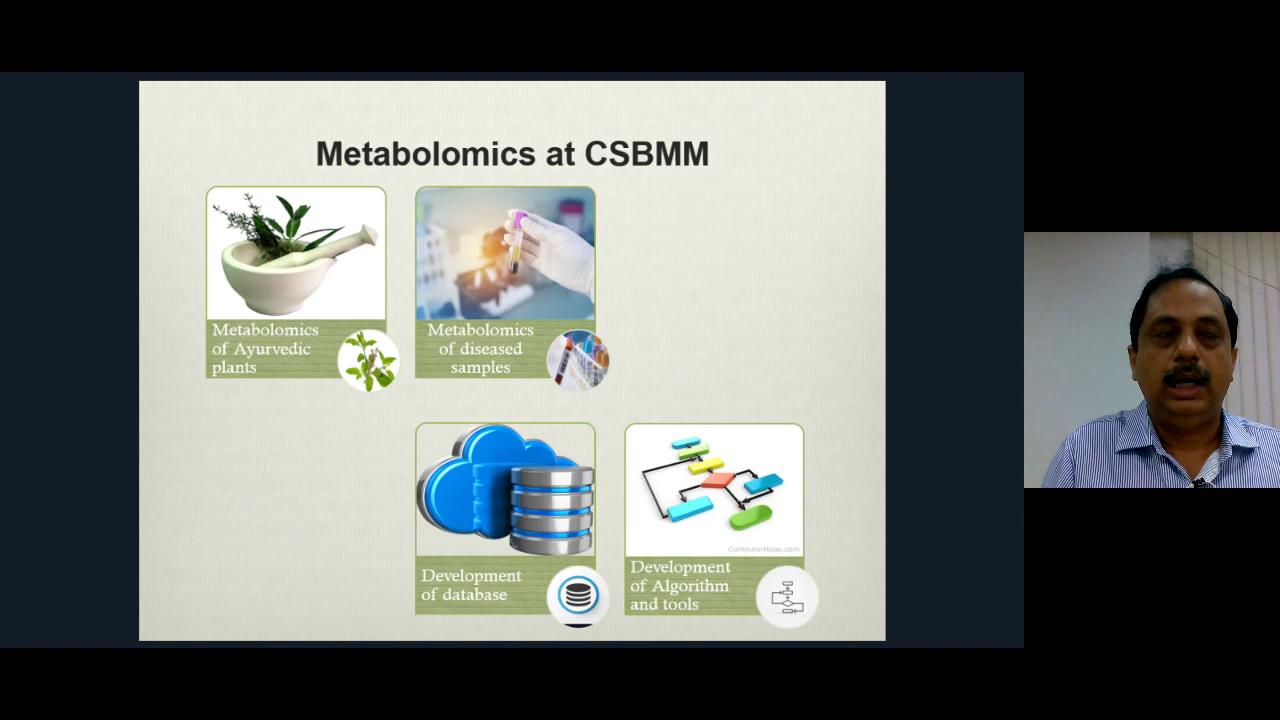 Metabolomics at CSBMM
Metabolomics
of Ayurvedic
plants
Metabolomics
of diseased
samples
ComputerHope.com
Development
of database
Development
of Algorithm
and tools